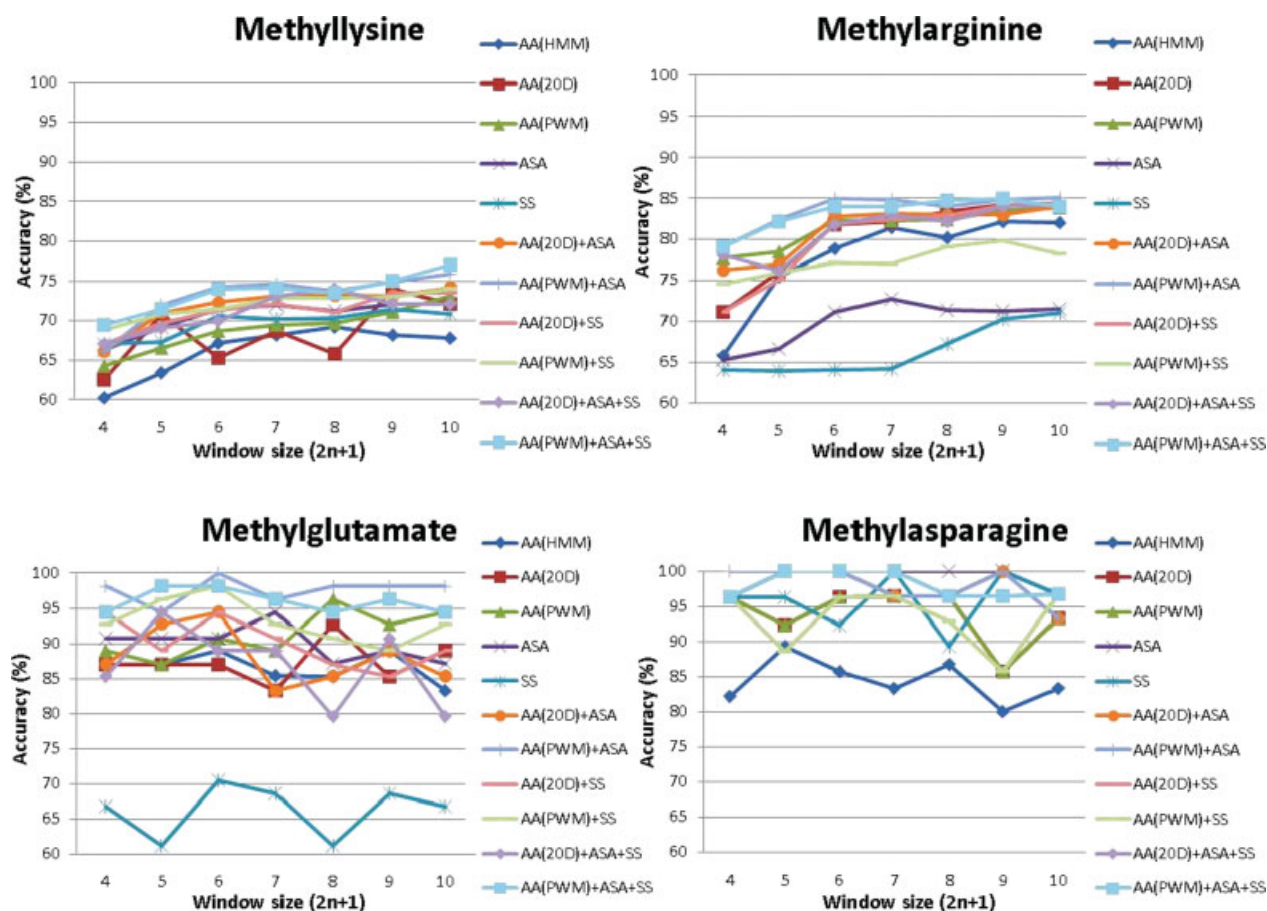 Methyllysine
Accuracy (%)
100
95
90
85
80
75
70
65
60
4 5 6 7 8 9 10
Window size (2n+1)
AA(HMM)
AA(20D)
AA(PWM)
ASA
SS
AA(20D)+ASA
AA(PWM)+ASA
AA(20D)+SS
AA(PWM)+SS
AA(20D)+ASA+SS
AA(PWM)+ASA+SS
Methylarginine
Accuracy (%)
100
95
90
85
80
75
70
65
60
4 5 6 7 8 9 10
Window size (2n+1)
AA(HMM)
AA(20D)
AA(PWM)
ASA
SS
AA(20D)+ASA
AA(PWM)+ASA
AA(20D)+SS
AA(PWM)+SS
AA(20D)+ASA+SS
AA(PWM)+ASA+SS
Methylglutamate
Accuracy (%)
100
95
90
85
80
75
70
65
60
4 5 6 7 8 9 10
Window size (2n+1)
AA(HMM)
AA(20D)
AA(PWM)
ASA
SS
AA(20D)+ASA
AA(PWM)+ASA
AA(20D)+SS
AA(PWM)+SS
AA(20D)+ASA+SS
AA(PWM)+ASA+SS
Methylasparagine
Accuracy (%)
100
95
90
85
80
75
70
65
60
4 5 6 7 8 9 10
Window size (2n+1)
AA(HMM)
AA(20D)
AA(PWM)
ASA
SS
AA(20D)+ASA
AA(PWM)+ASA
AA(20D)+SS
AA(PWM)+SS
AA(20D)+ASA+SS
AA(PWM)+ASA+SS